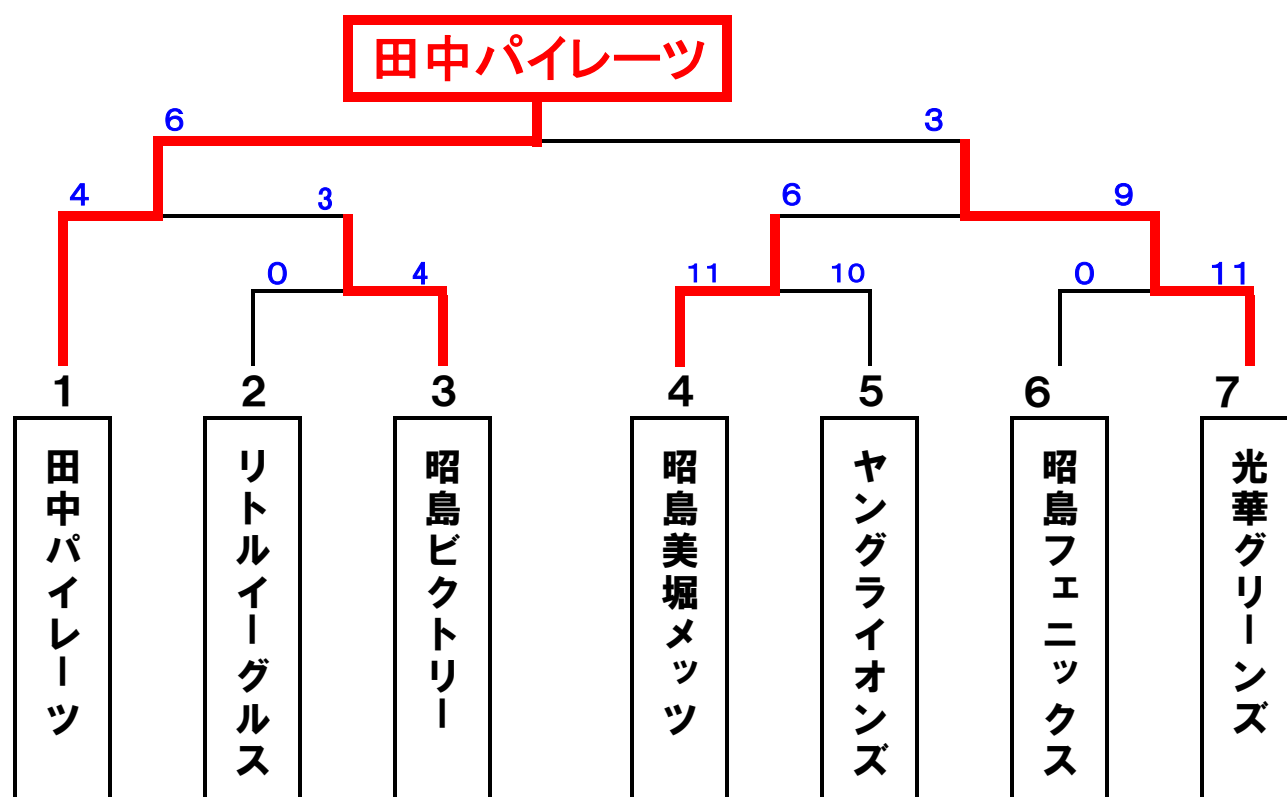 田中パイレーツ
6
3
4
3
6
9
0
4
11
10
0
11
1
2
3
4
5
6
7
田中パイレーツ
リトルイーグルス
昭島ビクトリー
昭島美堀メッツ
ヤングライオンズ
昭島フェニックス
光華グリーンズ